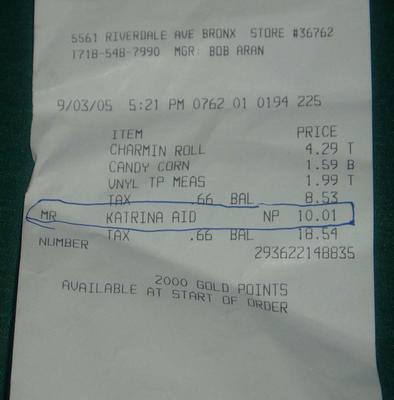 5561 RIVERDALE AVE BRONX STORE #36762
T718-548-7990 MGR: BOB ARAN
9/03/05 5:21 PM 0762 01 0194 225
ITEM PRICE
CHARMIN ROLL 4.29 T
CANDY CORN 1.59 B
VNYL TP MEAS 1.99 T
TAX .66 BAL 8.53
MR KATRINA AID NP 10.01
TAX .66 BAL 18.54
NUMBER 293622148835
2000 GOLD POINTS
AVAILABLE AT START OF ORDER